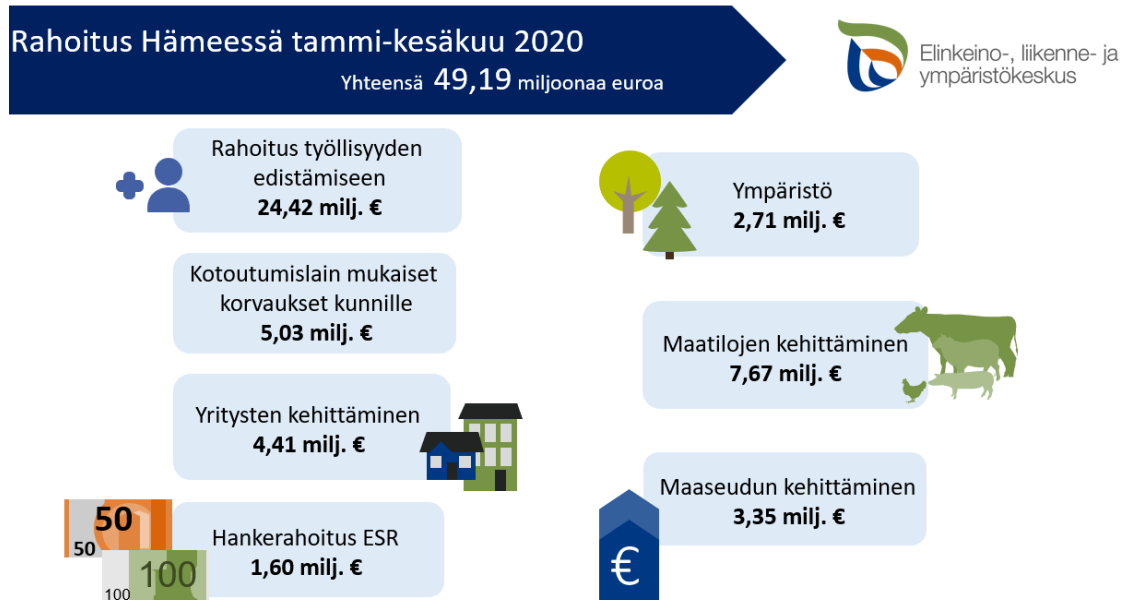 Rahoitus Hämeessä tammi-kesäkuu 2020
Yhteensä 49,19 miljoonaa euroa
Elinkeino-, liikenne- ja
ympäristökeskus
Rahoitus työllisyyden
edistämiseen
24,42 milj. €
Kotoutumislain mukaiset
korvaukset kunnille
5,03 milj. €
Yritysten kehittäminen
4,41 milj. €
50
50
100
100
Hankerahoitus ESR
1,60 milj. €
Ympäristö
2,71 milj. €
Maatilojen kehittäminen
7,67 milj. €
Maaseudun kehittäminen
3,35 milj. €
€